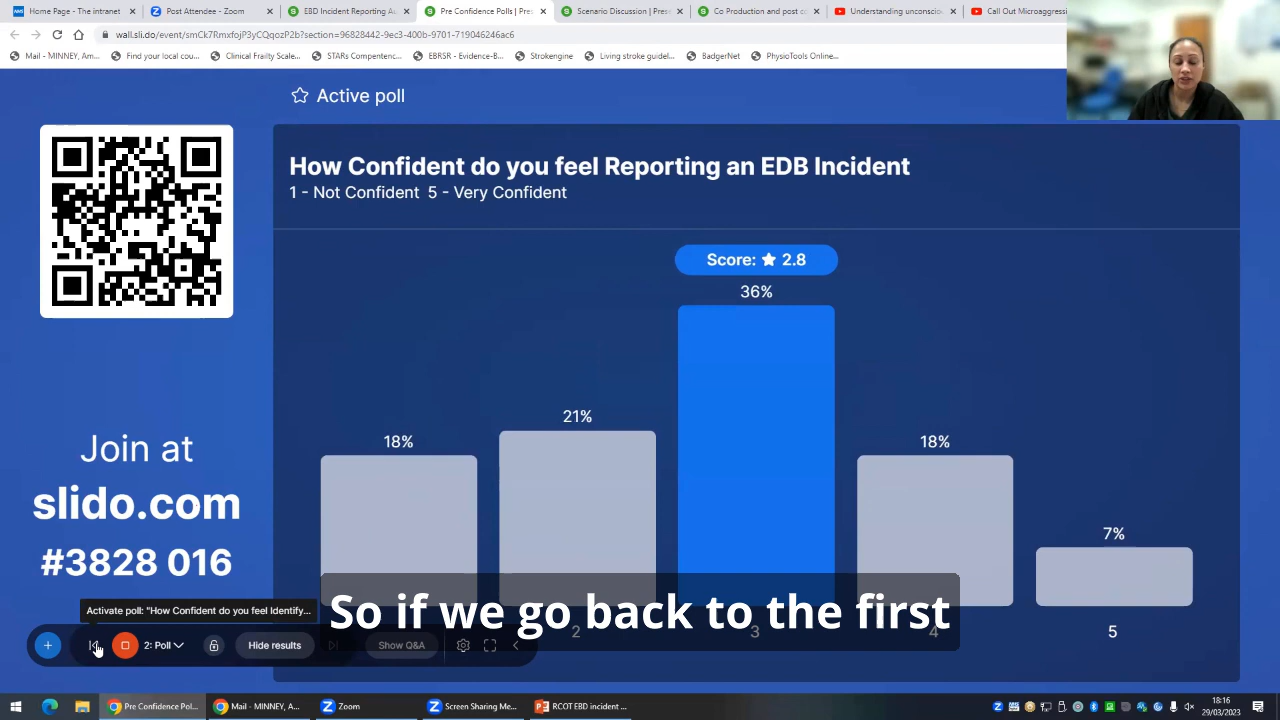 Home Page - The intranet
Post Attendee - Zoom
EBD Incident Reporting Au
Pre Confidence Polls | Pres
Scenario Discussion | Prese
Go Production and post co
Understanding unconscio
Call Out Microaggress
wall.sli.do/event/smCk7RmxfojP3yCQqozP2b?section=96828442-9ec3-400b-9701-719046246ac6
Mail - MINNEY, Am...
Find your local cou...
Clinical Frailty Scale...
STARs Compentenc...
EBRSR - Evidence-B...
Strokengine
Living stroke guidel...
BadgerNet
PhysioTools Online...
Active poll
How Confident do you feel Reporting an EDB Incident
1 - Not Confident 5 - Very Confident
Score: ★ 2.8
36%
21%
18%
18%
7%
Join at
slido.com
#3828 016
Activate poll: "How Confident do you feel Identify...
So if we go back to the first
2
3
4
5
2: Poll
Hide results
Show Q&A
Pre Confidence Pol...
Mail - MINNEY, A...
Zoom
Screen Sharing Me...
RCOT EBD incident ...
18:16
29/03/2023